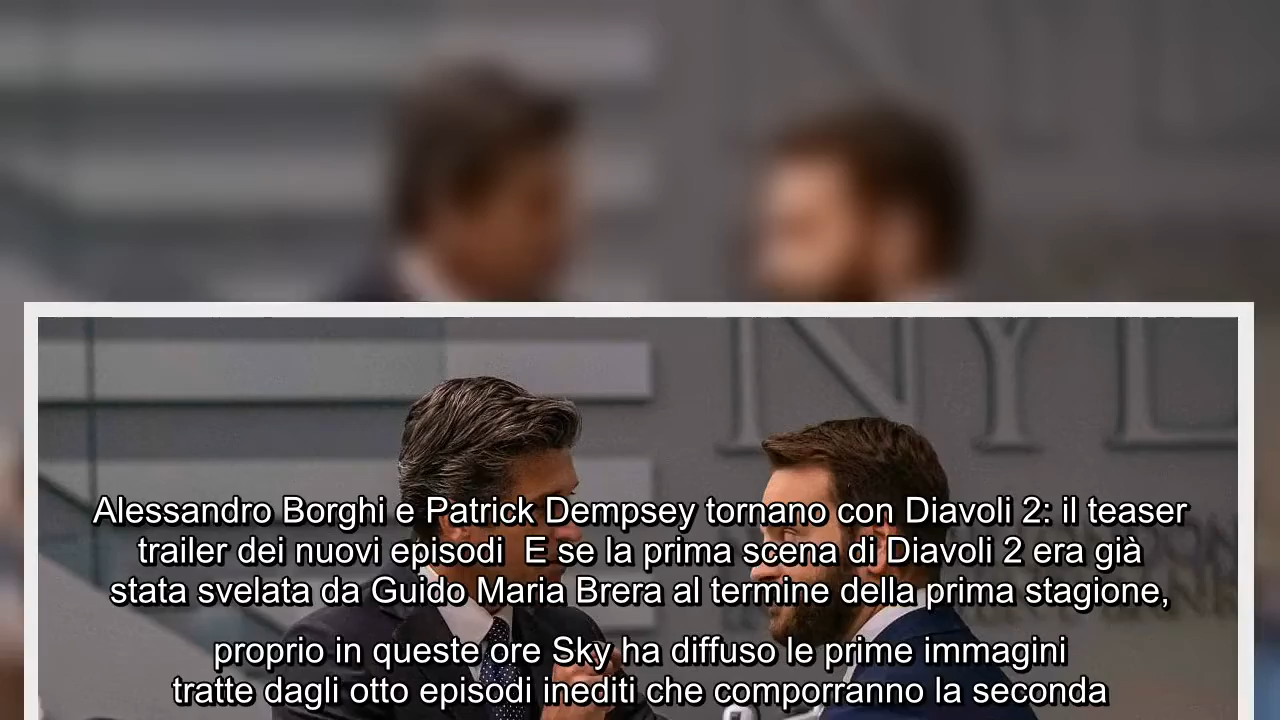 NYL
Alessandro Borghi e Patrick Dempsey tornano con Diavoli 2: il teaser
trailer dei nuovi episodi  E se la prima scena di Diavoli 2 era già
stata svelata da Guido Maria Brera al termine della prima stagione,
proprio in queste ore Sky ha diffuso le prime immagini
tratte dagli otto episodi inediti che comporranno la seconda